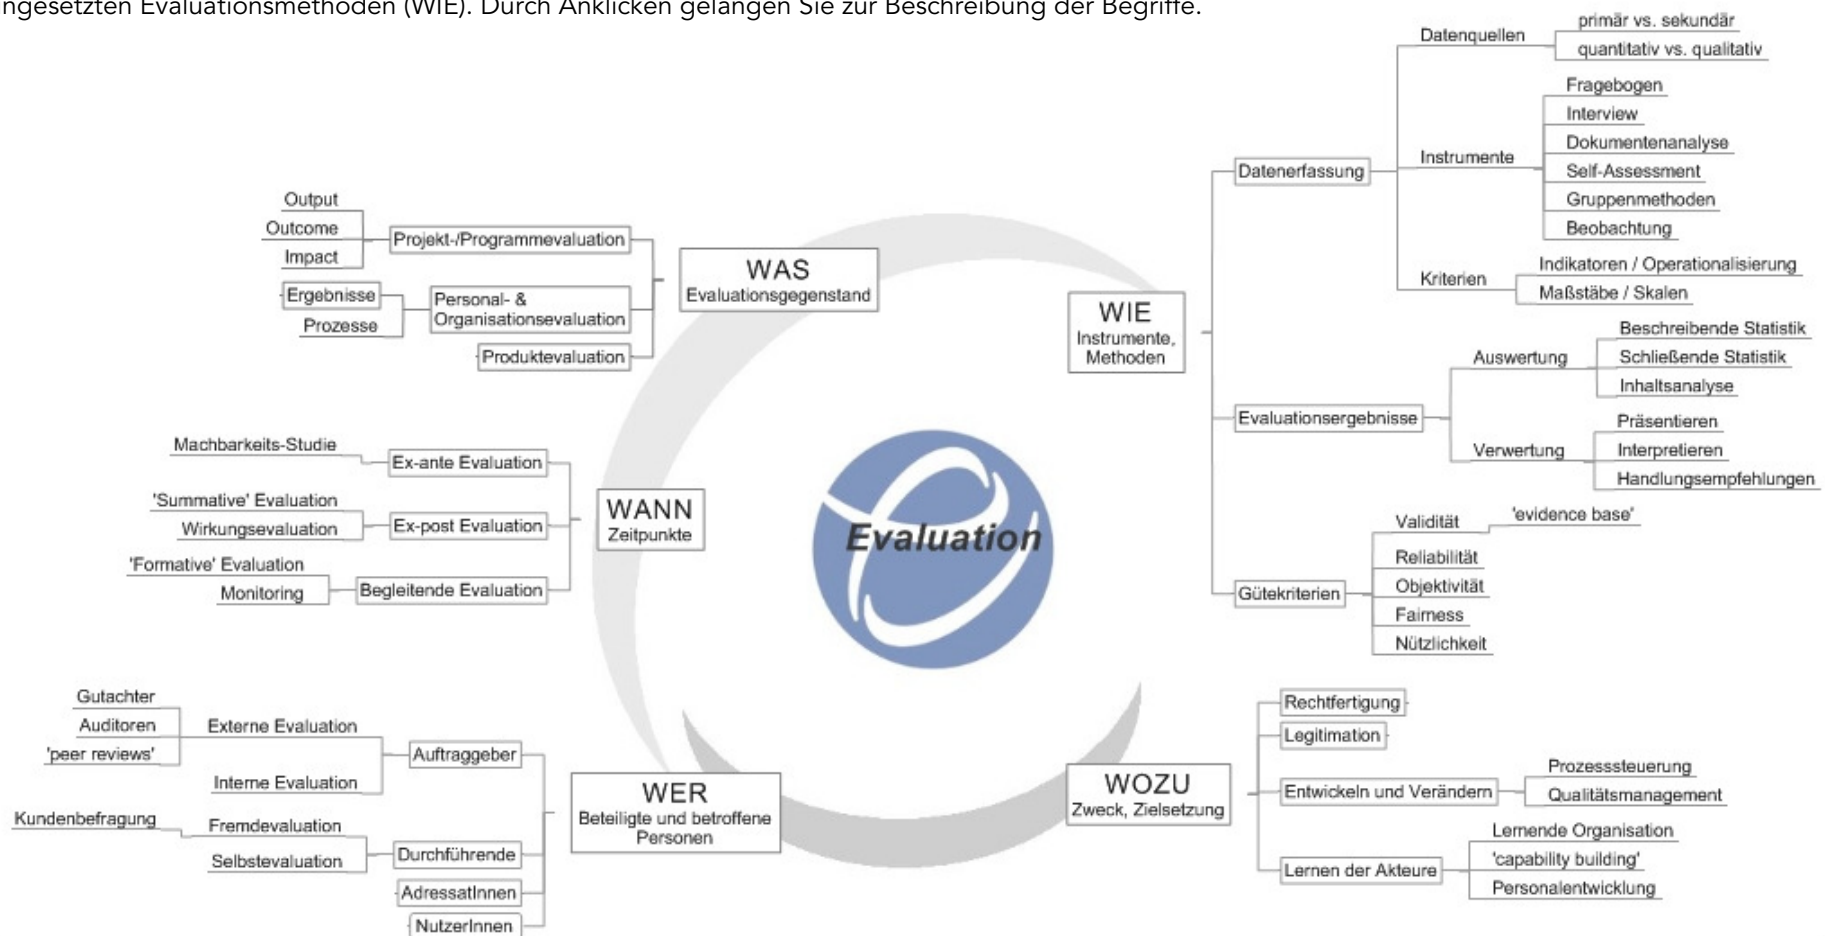 ngesetzten Evaluationsmethoden (WIE). Durch Anklicken gelangen Sie zur Beschreibung der Begriffe.
WAS
Evaluationsgegenstand
Projekt-/Programmevaluation
Output
Outcome
Impact
Personal- &
Organisationsevaluation
Ergebnisse
Prozesse
Produktevaluation
WANN
Zeitpunkte
Ex-ante Evaluation
Machbarkeits-Studie
Ex-post Evaluation
'Summative' Evaluation
Wirkungsevaluation
Begleitende Evaluation
'Formative' Evaluation
Monitoring
WER
Beteiligte und betroffene
Personen
Auftraggeber
Externe Evaluation
Gutachter
Auditoren
'peer reviews'
Interne Evaluation
Durchführende
Fremdevaluation
Kundenbefragung
Selbstevaluation
AdressatInnen
NutzerInnen
Evaluation
WIE
Instrumente,
Methoden
Datenerfassung
Datenquellen
primär vs. sekundär
quantitativ vs. qualitativ
Instrumente
Fragebogen
Interview
Dokumentenanalyse
Self-Assessment
Gruppenmethoden
Beobachtung
Kriterien
Indikatoren / Operationalisierung
Maßstäbe / Skalen
Evaluationsergebnisse
Auswertung
Beschreibende Statistik
Schließende Statistik
Inhaltsanalyse
Verwertung
Präsentieren
Interpretieren
Handlungsempfehlungen
Gütekriterien
Validität
'evidence base'
Reliabilität
Objektivität
Fairness
Nützlichkeit
WOZU
Zweck, Zielsetzung
Rechtfertigung
Legitimation
Entwickeln und Verändern
Prozesssteuerung
Qualitätsmanagement
Lernen der Akteure
Lernende Organisation
'capability building'
Personalentwicklung